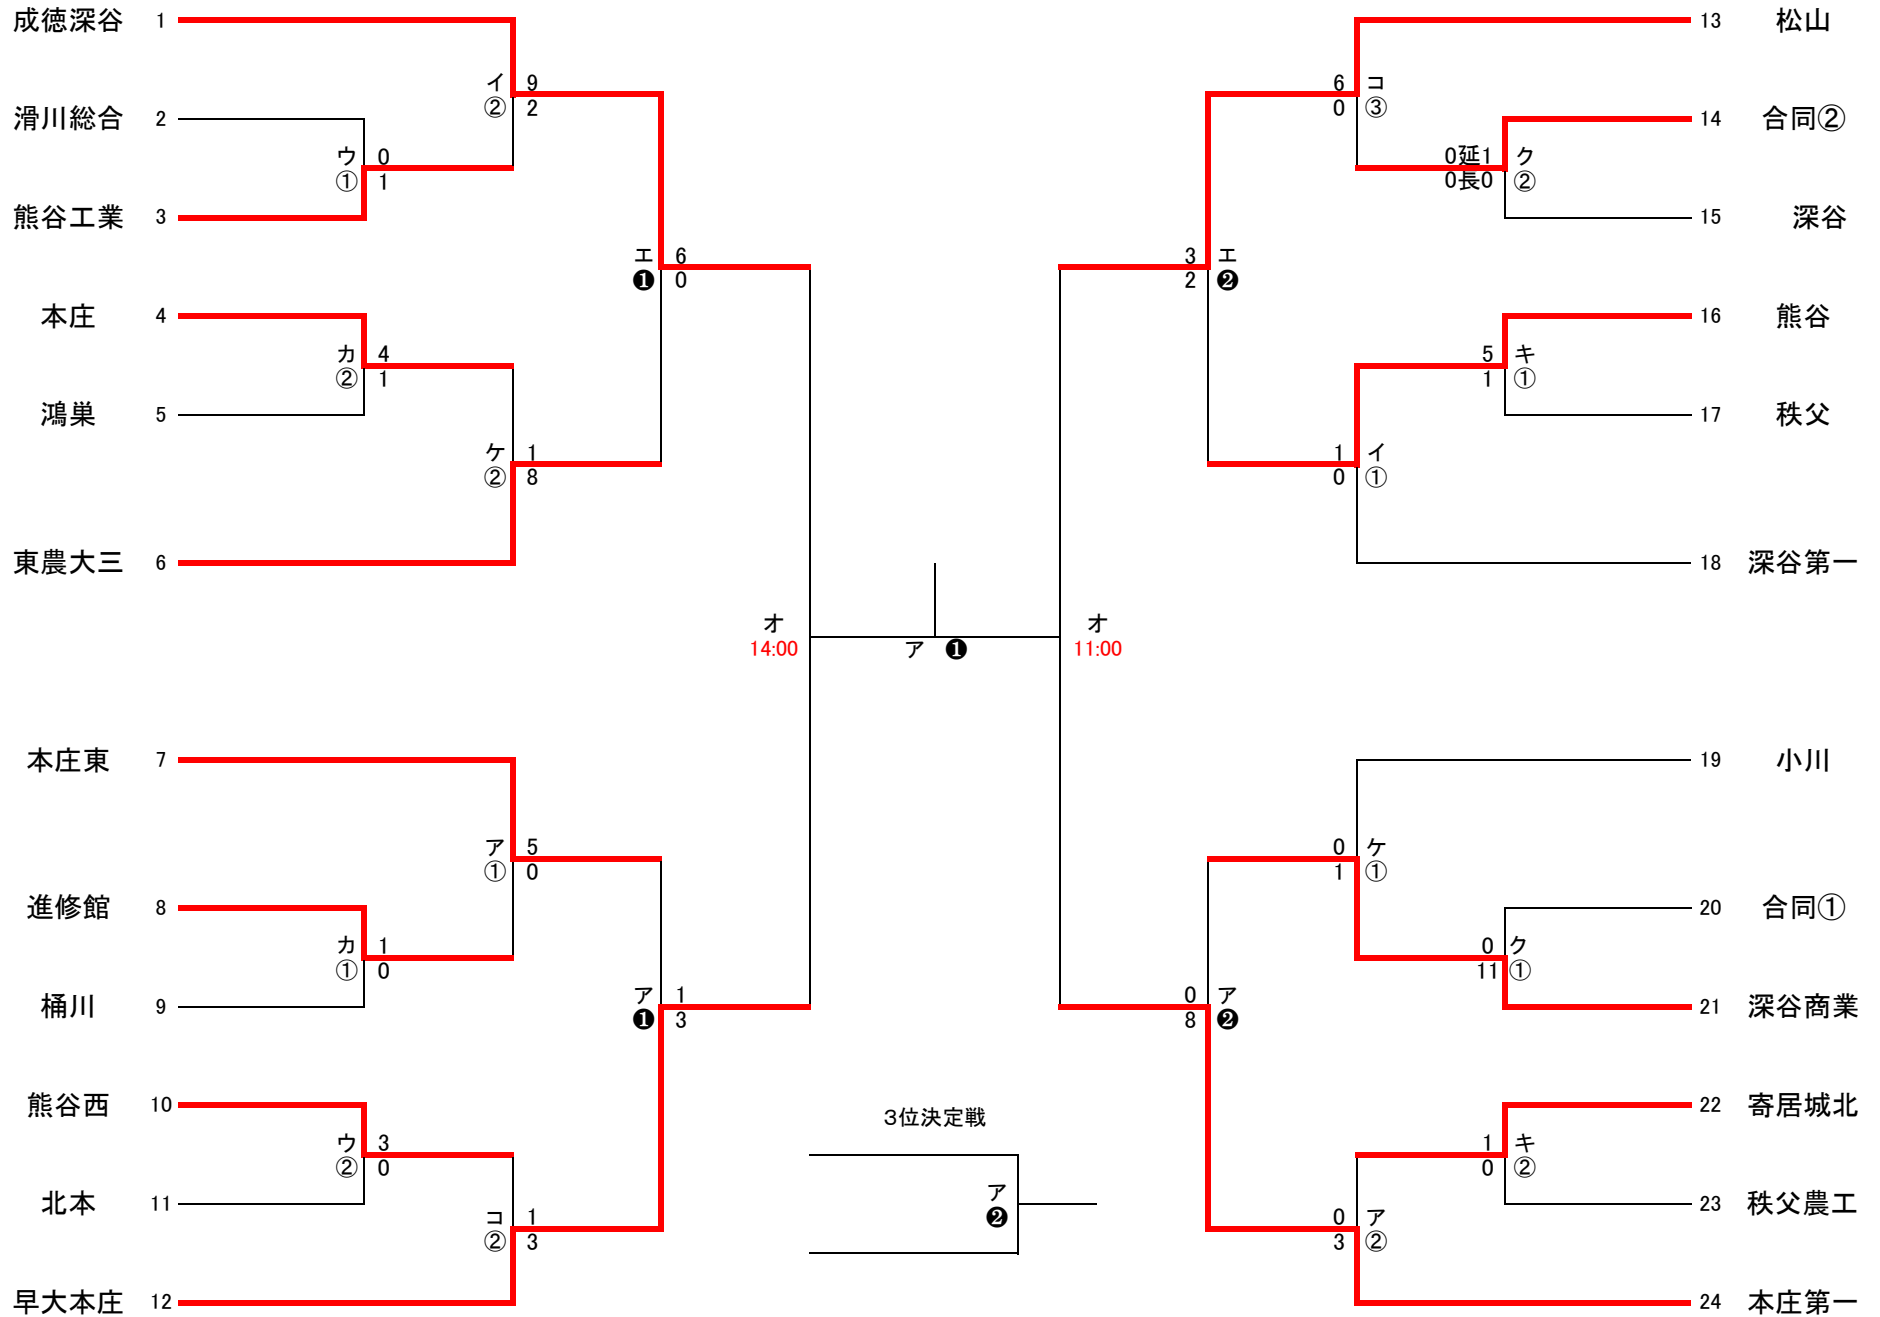 成徳深谷 1
イ 9
② 2
滑川総合 2
ウ 0
① 1
熊谷工業 3
エ 6
❶ 0
本庄 4
カ 4
② 1
鴻巣 5
ケ 1
② 8
東農大三 6
オ
14:00
本庄東 7
ア 5
① 0
進修館 8
カ 1
① 0
桶川 9
ア 1
❶ 3
熊谷西 10
ウ 3
② 0
北本 11
コ 1
② 3
早大本庄 12
ア ❶
3位決定戦
ア
❷
13 松山
6 コ
0 ③
14 合同②
0延1 ク
0長0 ②
15 深谷
3 エ
2 ❷
16 熊谷
5 キ
1 ①
17 秩父
1 イ
0 ①
18 深谷第一
オ
11:00
19 小川
0 ケ
1 ①
20 合同①
0 ク
11 ①
21 深谷商業
0 ア
8 ❷
22 寄居城北
1 キ
0 ②
23 秩父農工
0 ア
3 ②
24 本庄第一